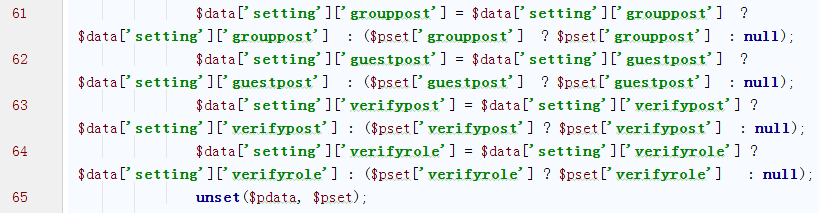 61 $data['setting']['grouppost'] = $data['setting']['grouppost'] ?
$data['setting']['grouppost'] : ($pset['grouppost'] ? $pset['grouppost'] : null);
62 $data['setting']['guestpost'] = $data['setting']['guestpost'] ?
$data['setting']['guestpost'] : ($pset['guestpost'] ? $pset['guestpost'] : null);
63 $data['setting']['verifypost'] = $data['setting']['verifypost'] ?
$data['setting']['verifypost'] : ($pset['verifypost'] ? $pset['verifypost'] : null);
64 $data['setting']['verifyrole'] = $data['setting']['verifyrole'] ?
$data['setting']['verifyrole'] : ($pset['verifyrole'] ? $pset['verifyrole'] : null);
65 unset($pdata, $pset);